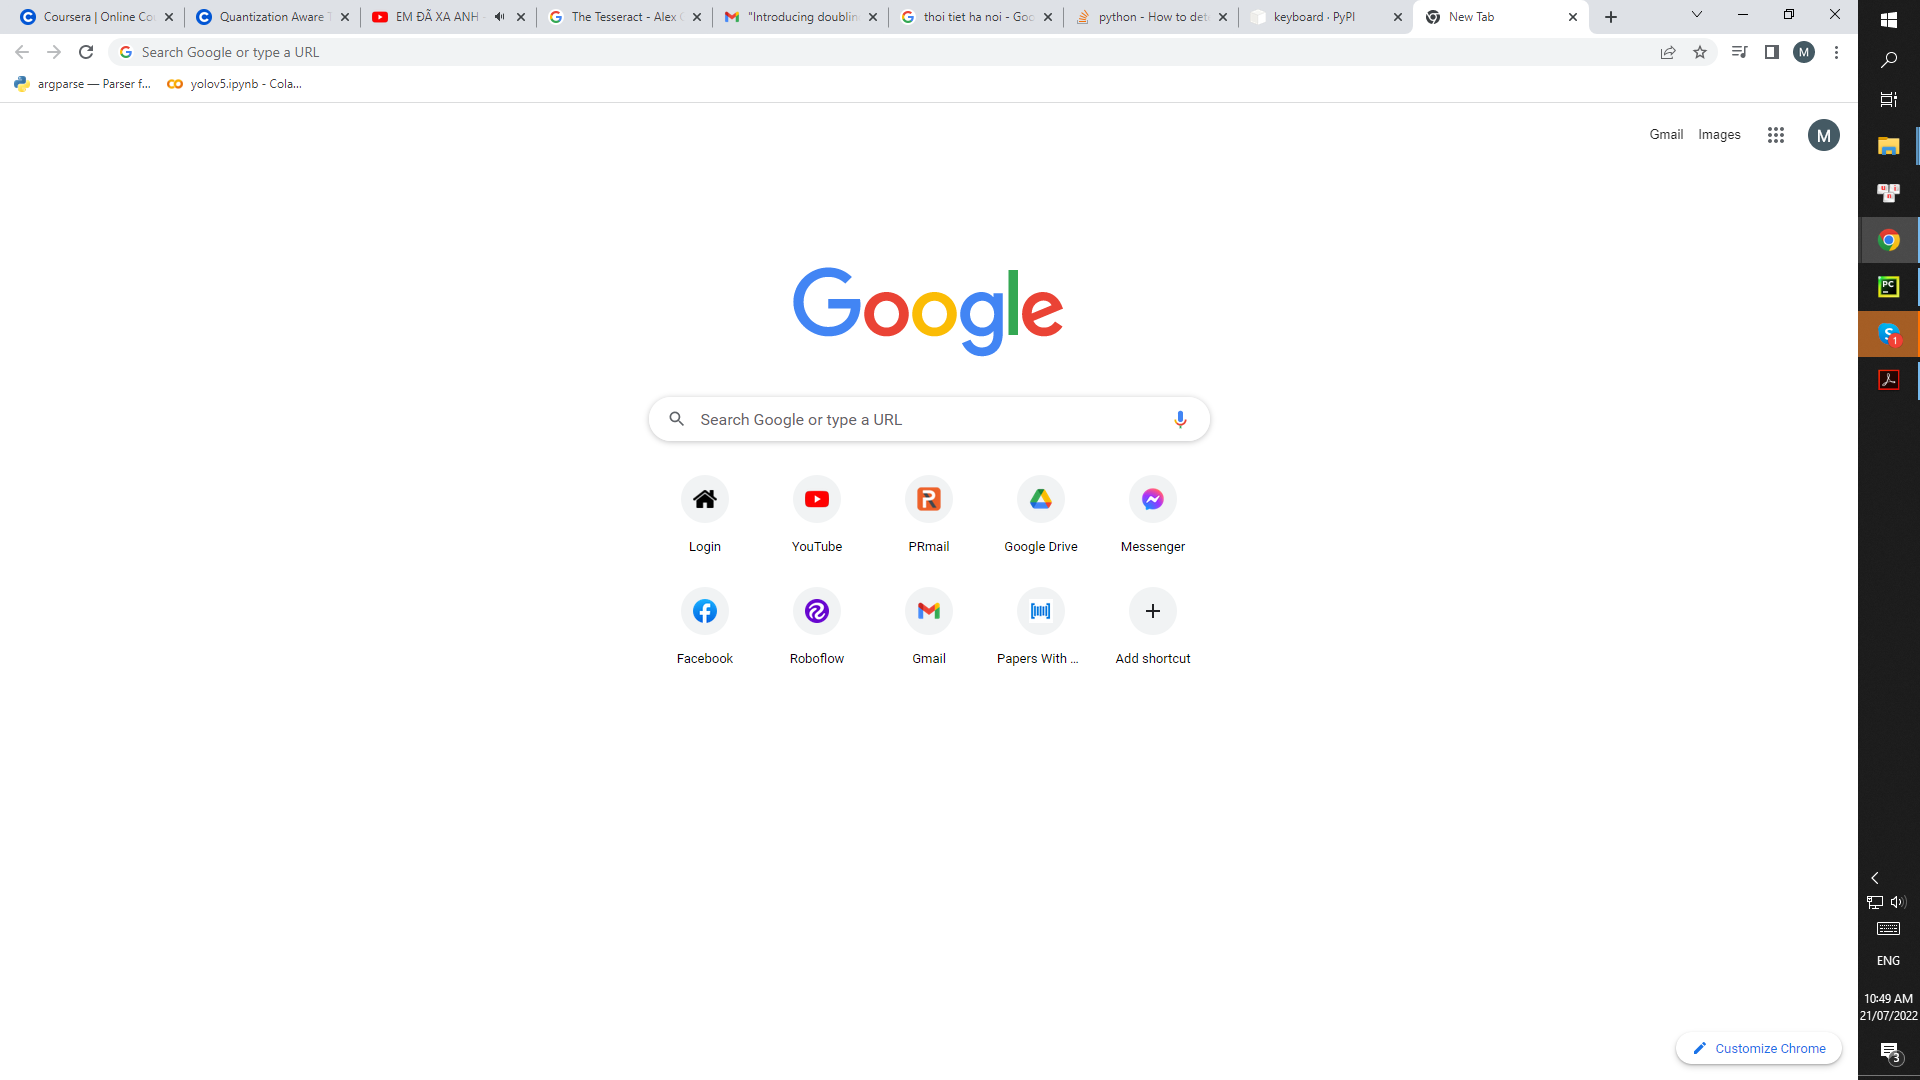 Coursera | Online Co
Quantization Aware T
EM ĐÃ XA ANH -
The Tesseract - Alex G
"Introducing doublin
thoi tiet ha noi - Goo
python - How to det
keyboard · PyPI
New Tab
Search Google or type a URL
M
argparse — Parser f...
yolov5.ipynb - Cola...
Gmail
Images
M
Google
Search Google or type a URL
Login
YouTube
PRmail
Google Drive
Messenger
Facebook
Roboflow
Gmail
Papers With ...
Add shortcut
Customize Chrome
PC
S
1
ENG
10:49 AM
21/07/2022
3